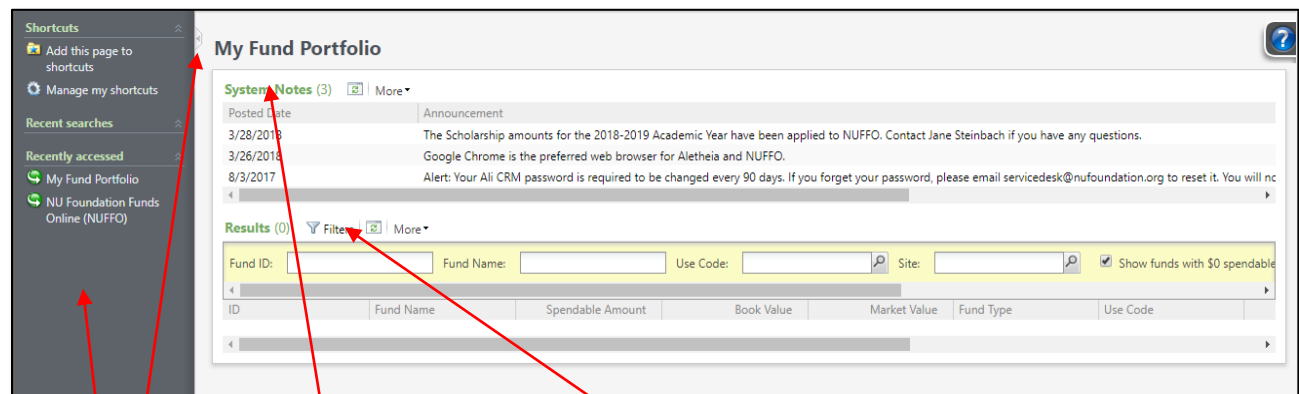 Shortcuts
Add this page to
shortcuts
Manage my shortcuts
Recent searches
Recently accessed
My Fund Portfolio
NU Foundation Funds
Online (NUFFO)
My Fund Portfolio
?
System Notes (3) More
Posted Date Announcement
3/28/2018 The Scholarship amounts for the 2018-2019 Academic Year have been applied to NUFFO. Contact Jane Steinbach if you have any questions.
3/26/2018 Google Chrome is the preferred web browser for Aletheia and NUFFO.
8/3/2017 Alert: Your Ali CRM password is required to be changed every 90 days. If you forget your password, please email servicedesk@nufoundation.org to reset it. You will no
Results (0) Filters More
Fund ID: Fund Name: Use Code: Site: Show funds with $0 spendable
ID Fund Name Spendable Amount Book Value Market Value Fund Type Use Code